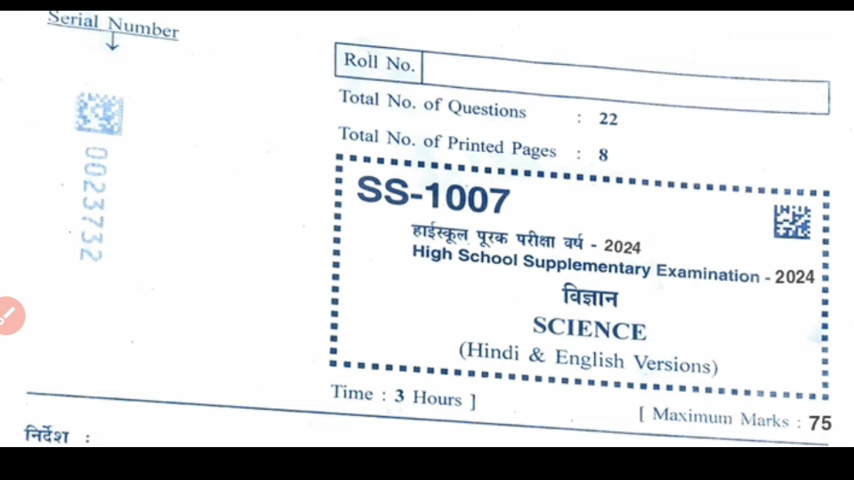 Serial Number
0023732
Roll No.
Total No. of Questions : 22
Total No. of Printed Pages : 8
SS-1007
हाईस्कूल पूरक परीक्षा वर्ष - 2024
High School Supplementary Examination - 2024
विज्ञान
SCIENCE
(Hindi & English Versions)
Time : 3 Hours ]
[ Maximum Marks : 75
निर्देश :